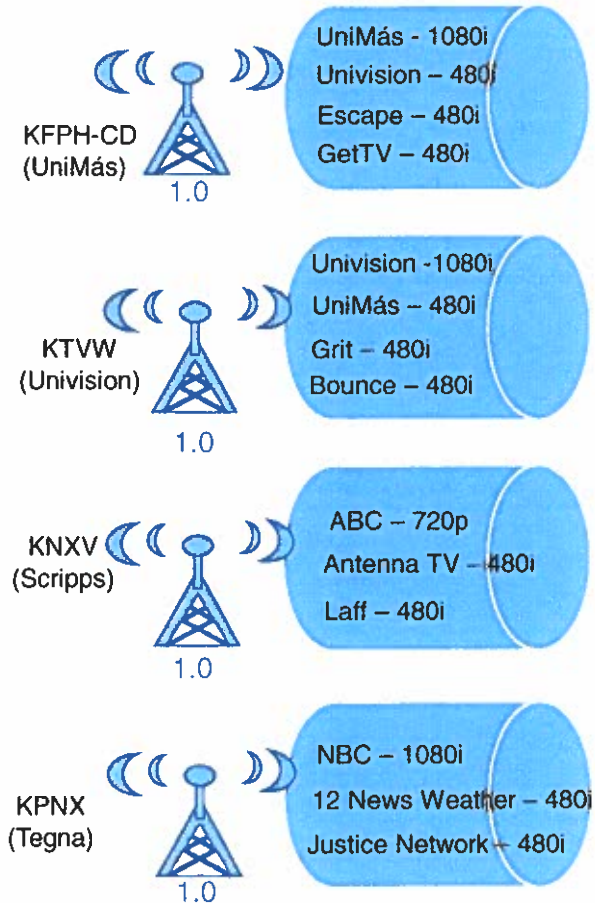 KFPH-CD
(UniMás)
1.0
UniMás - 1080i
Univision – 480i
Escape – 480i
GetTV – 480i
KTVW
(Univision)
1.0
Univision -1080i
UniMás – 480i
Grit – 480i
Bounce – 480i
KNXV
(Scripps)
1.0
ABC – 720p
Antenna TV – 480i
Laff – 480i
KPNX
(Tegna)
1.0
NBC – 1080i
12 News Weather – 480i
Justice Network – 480i